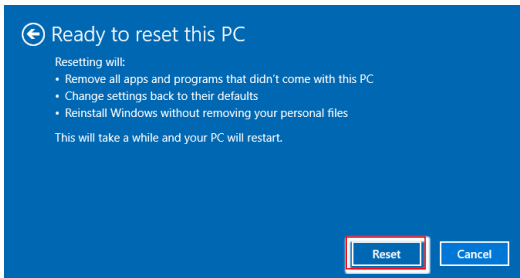 Ready to reset this PC
Resetting will:
• Remove all apps and programs that didn't come with this PC
• Change settings back to their defaults
• Reinstall Windows without removing your personal files
This will take a while and your PC will restart.
Reset
Cancel